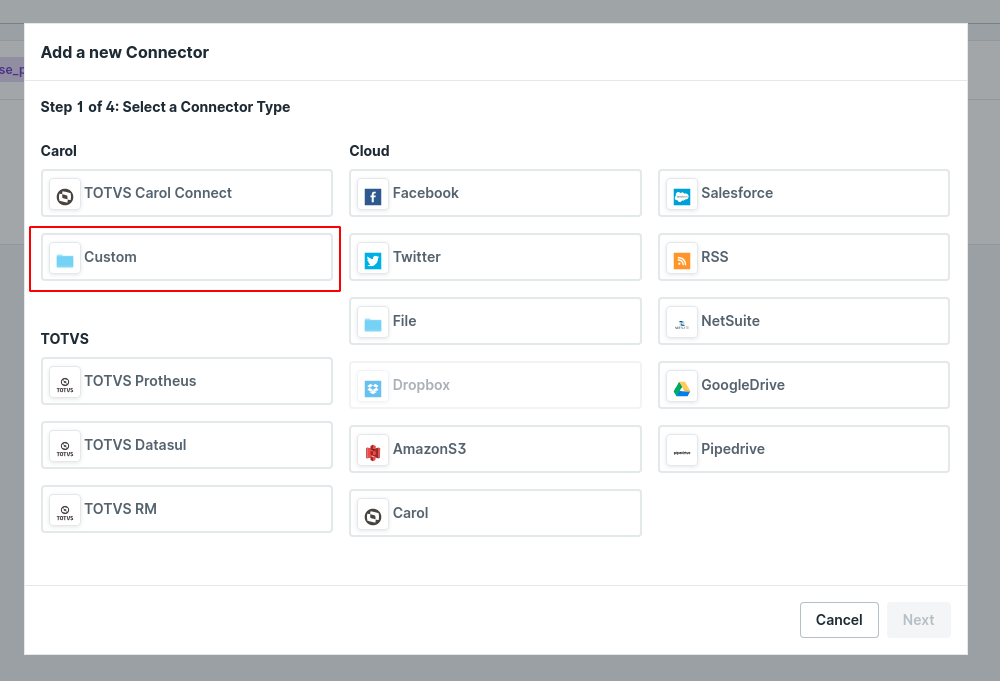 Add a new Connector
se_p
Step 1 of 4: Select a Connector Type
Carol
TOTVS Carol Connect
Custom
TOTVS
TOTVS
TOTVS Protheus
TOTVS
TOTVS Datasul
TOTVS
TOTVS RM
Cloud
Facebook
Twitter
File
Dropbox
AmazonS3
Carol
Salesforce
RSS
NetSuite
GoogleDrive
pipedrive
Pipedrive
Cancel
Next